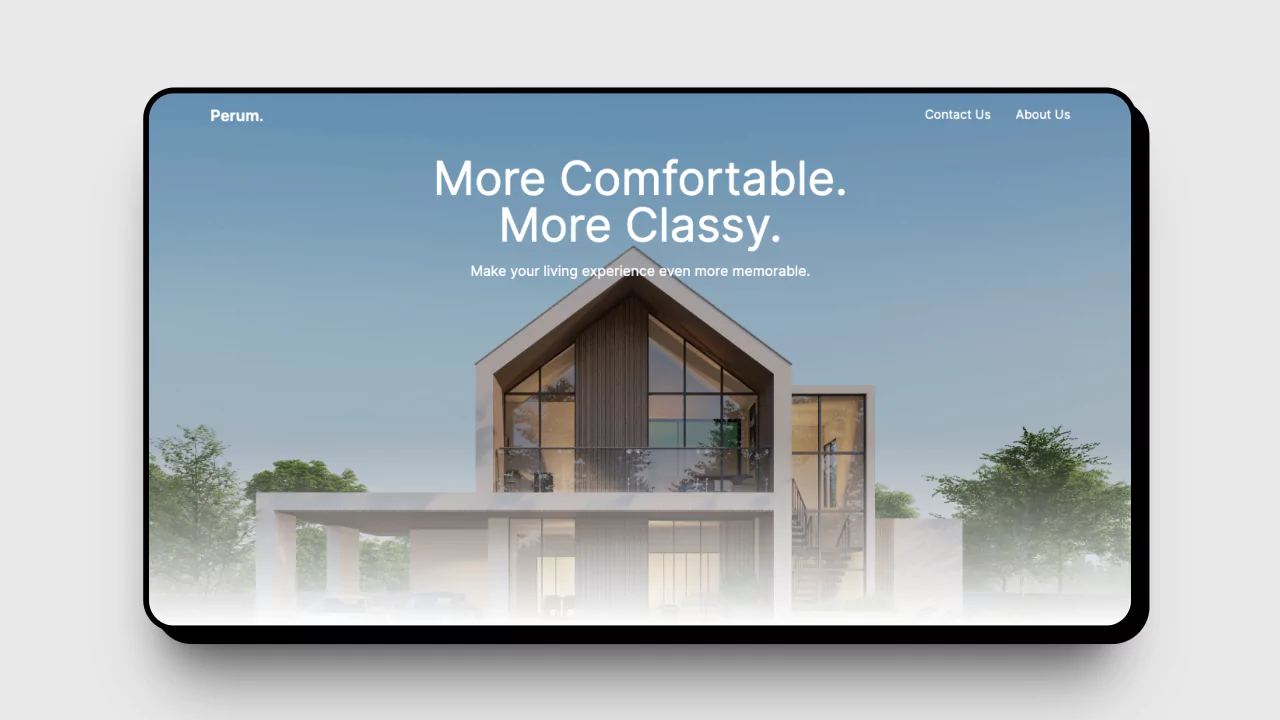 Perum.
Contact Us
About Us
More Comfortable.
More Classy.
Make your living experience even more memorable.